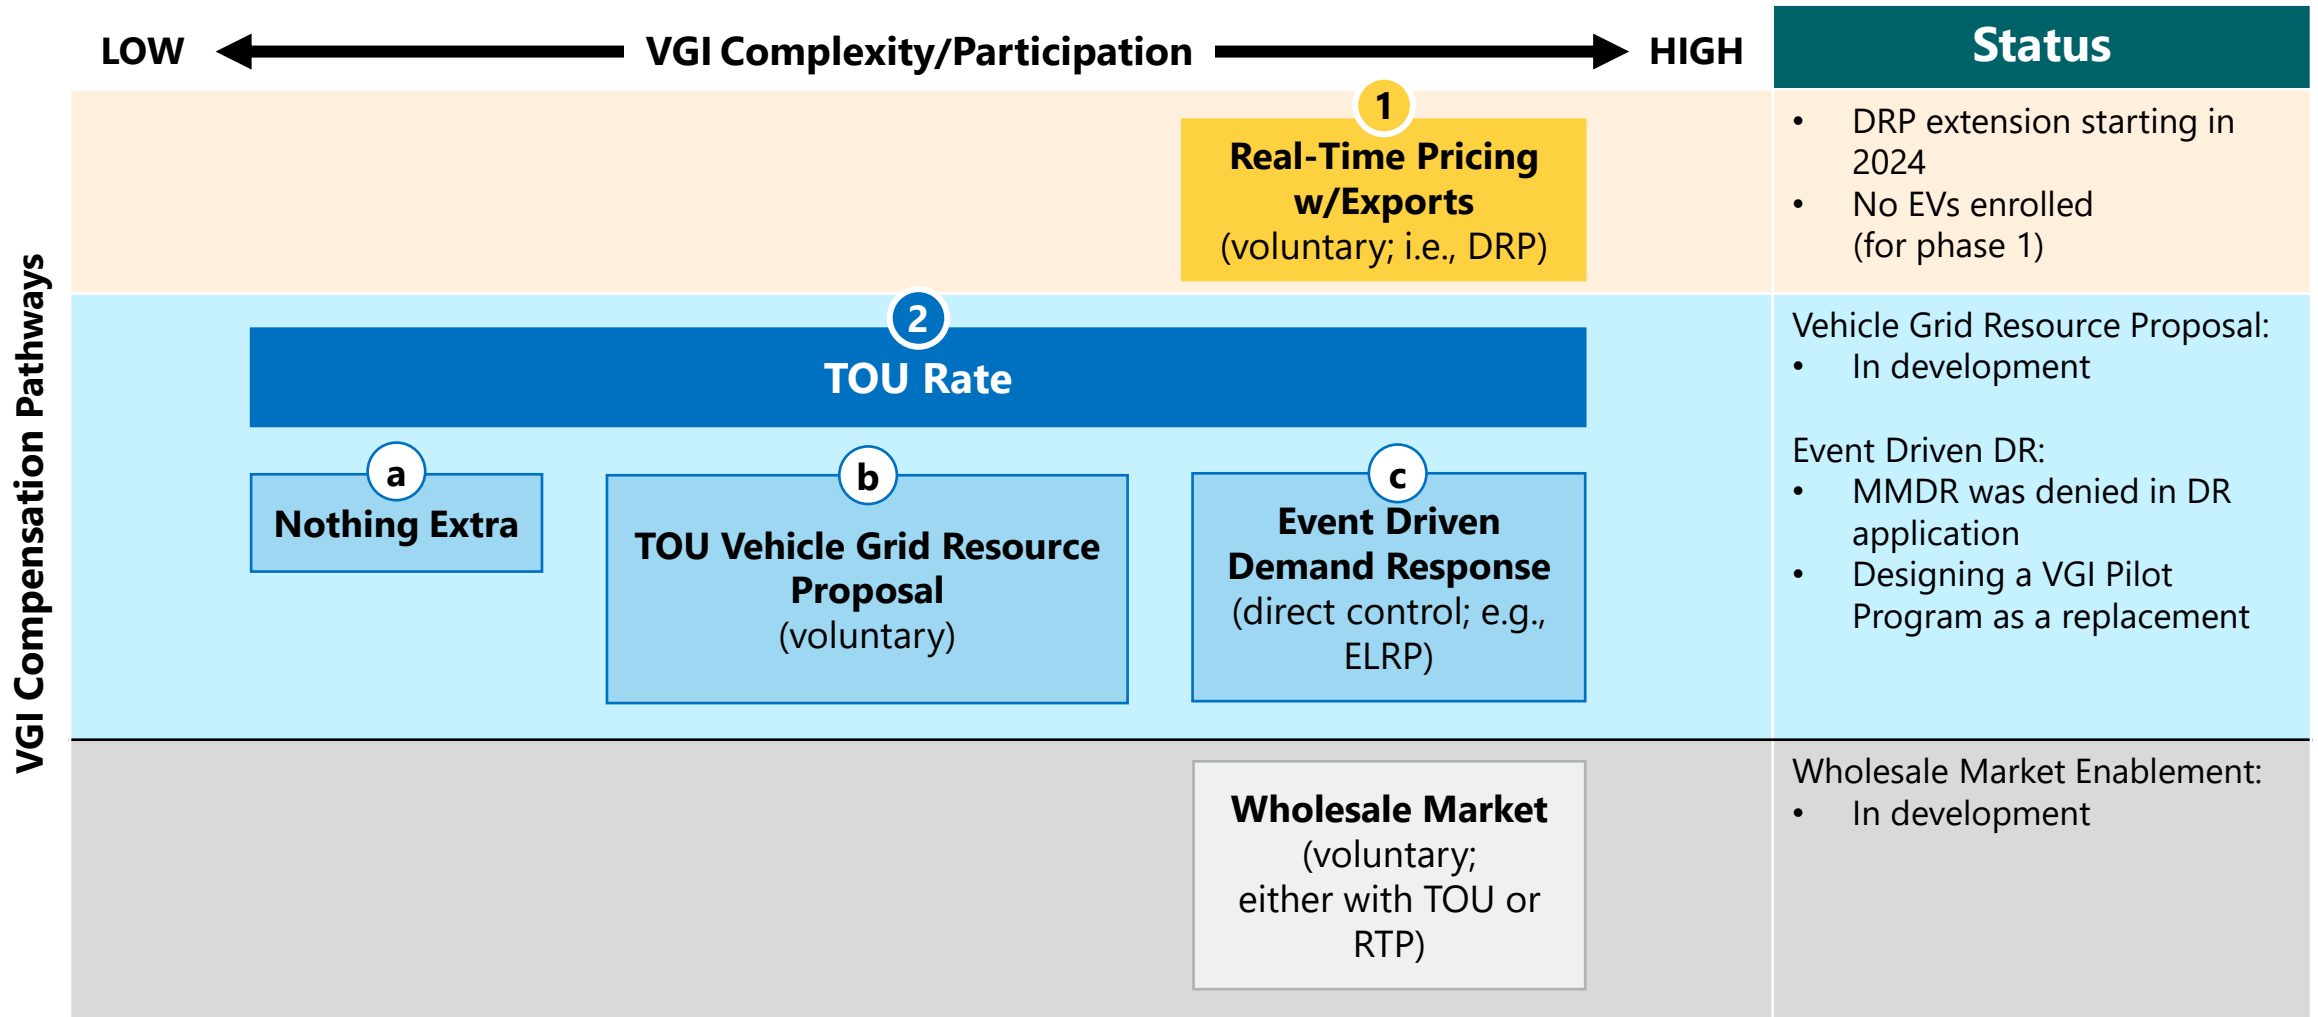 LOW VGI Complexity/Participation HIGH
Status
VGI Compensation Pathways
1
Real-Time Pricing
w/Exports
(voluntary; i.e., DRP)
• DRP extension starting in
2024
• No EVs enrolled
(for phase 1)
2
TOU Rate
a
Nothing Extra
b
TOU Vehicle Grid Resource
Proposal
(voluntary)
c
Event Driven
Demand Response
(direct control; e.g.,
ELRP)
Vehicle Grid Resource Proposal:
• In development
Event Driven DR:
• MMDR was denied in DR
application
• Designing a VGI Pilot
Program as a replacement
Wholesale Market
(voluntary;
either with TOU or
RTP)
Wholesale Market Enablement:
• In development